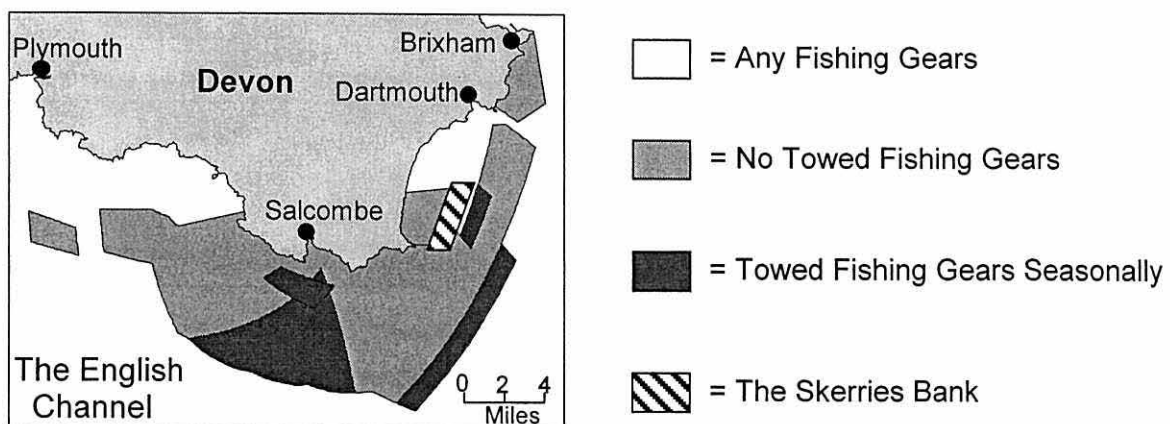 Plymouth
Brixham
Devon
Dartmouth
Salcombe
The English
Channel
0 2 4
Miles
= Any Fishing Gears
= No Towed Fishing Gears
= Towed Fishing Gears Seasonally
= The Skerries Bank